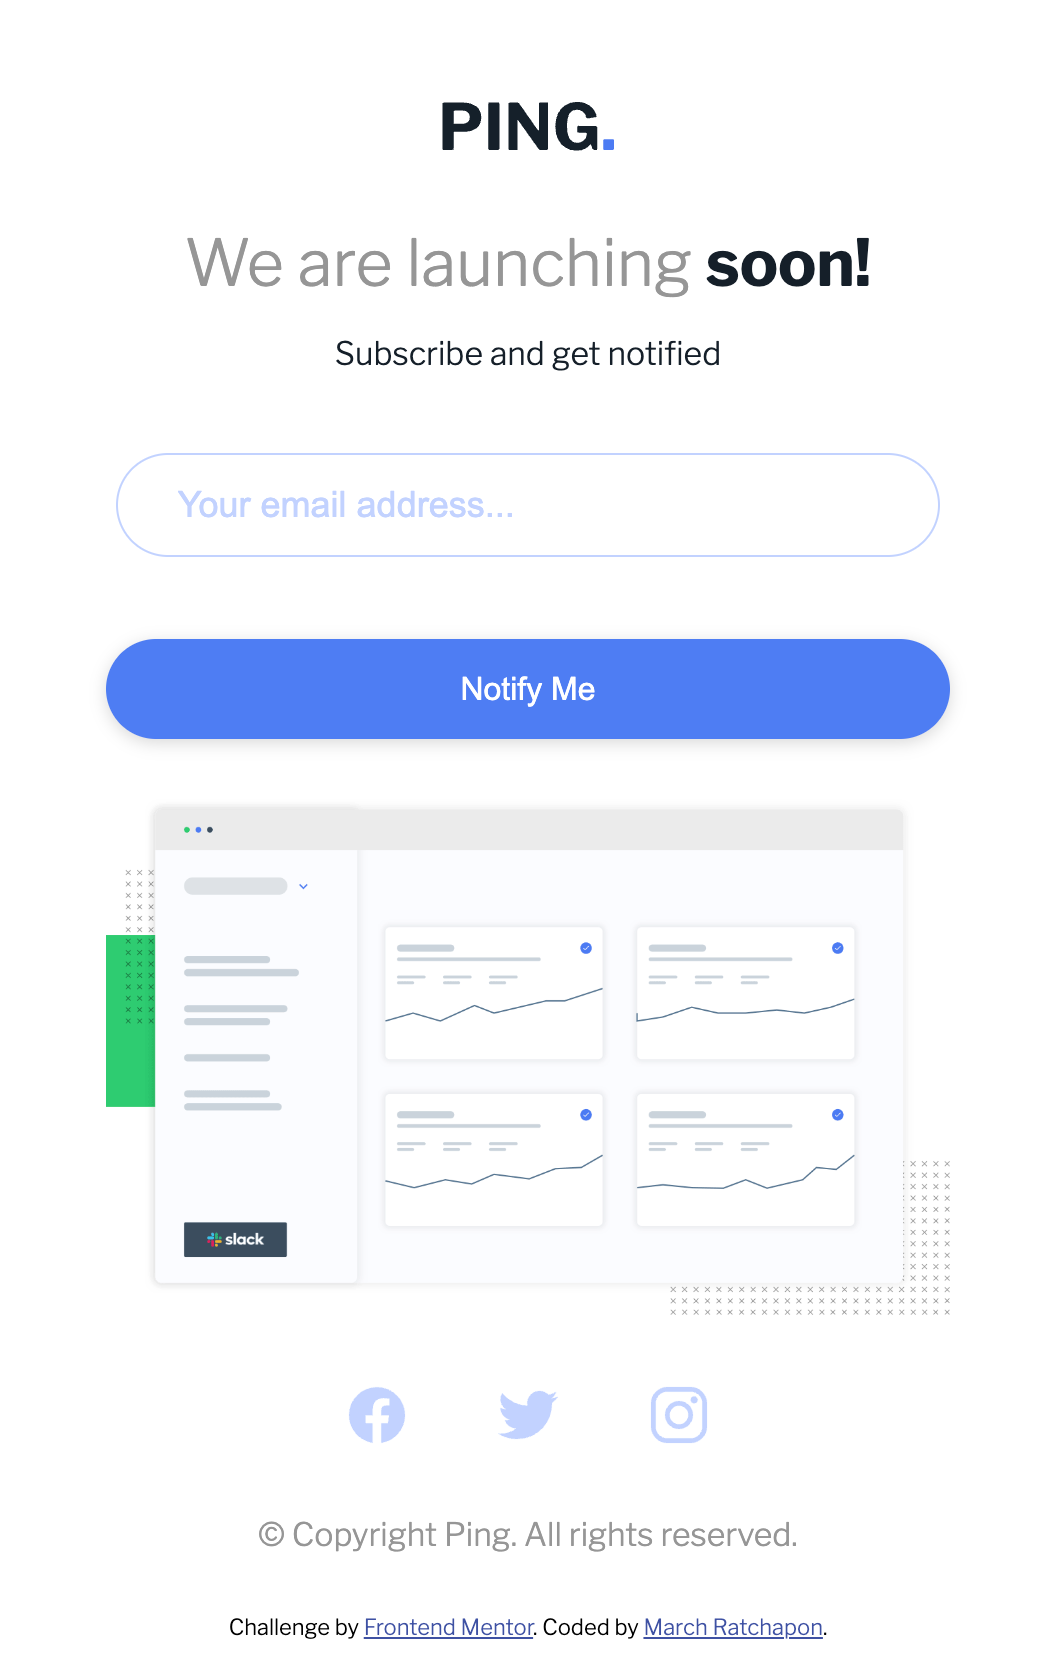 PING.
We are launching soon!
Subscribe and get notified
Your email address...
Notify Me
slack
© Copyright Ping. All rights reserved.
Challenge by Frontend Mentor. Coded by March Ratchapon.